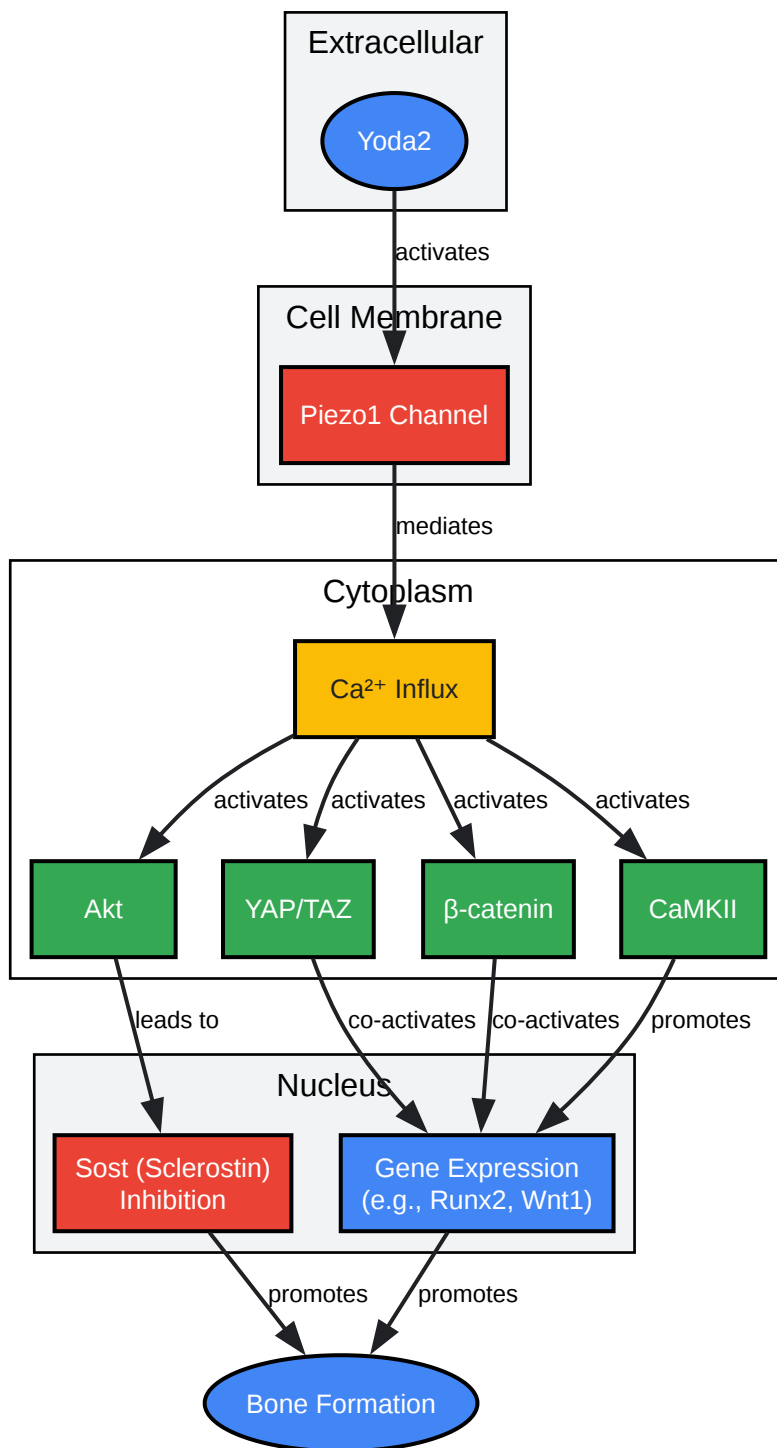 Extracellular
Yoda2
activates
Cell Membrane
Piezo1 Channel
mediates
Cytoplasm
Ca²⁺ Influx
activates
activates
activates
activates
Akt
YAP/TAZ
β-catenin
CaMKII
leads to
co-activates
co-activates
promotes
Nucleus
Sost (Sclerostin)
Inhibition
Gene Expression
(e.g., Runx2, Wnt1)
promotes
promotes
Bone Formation